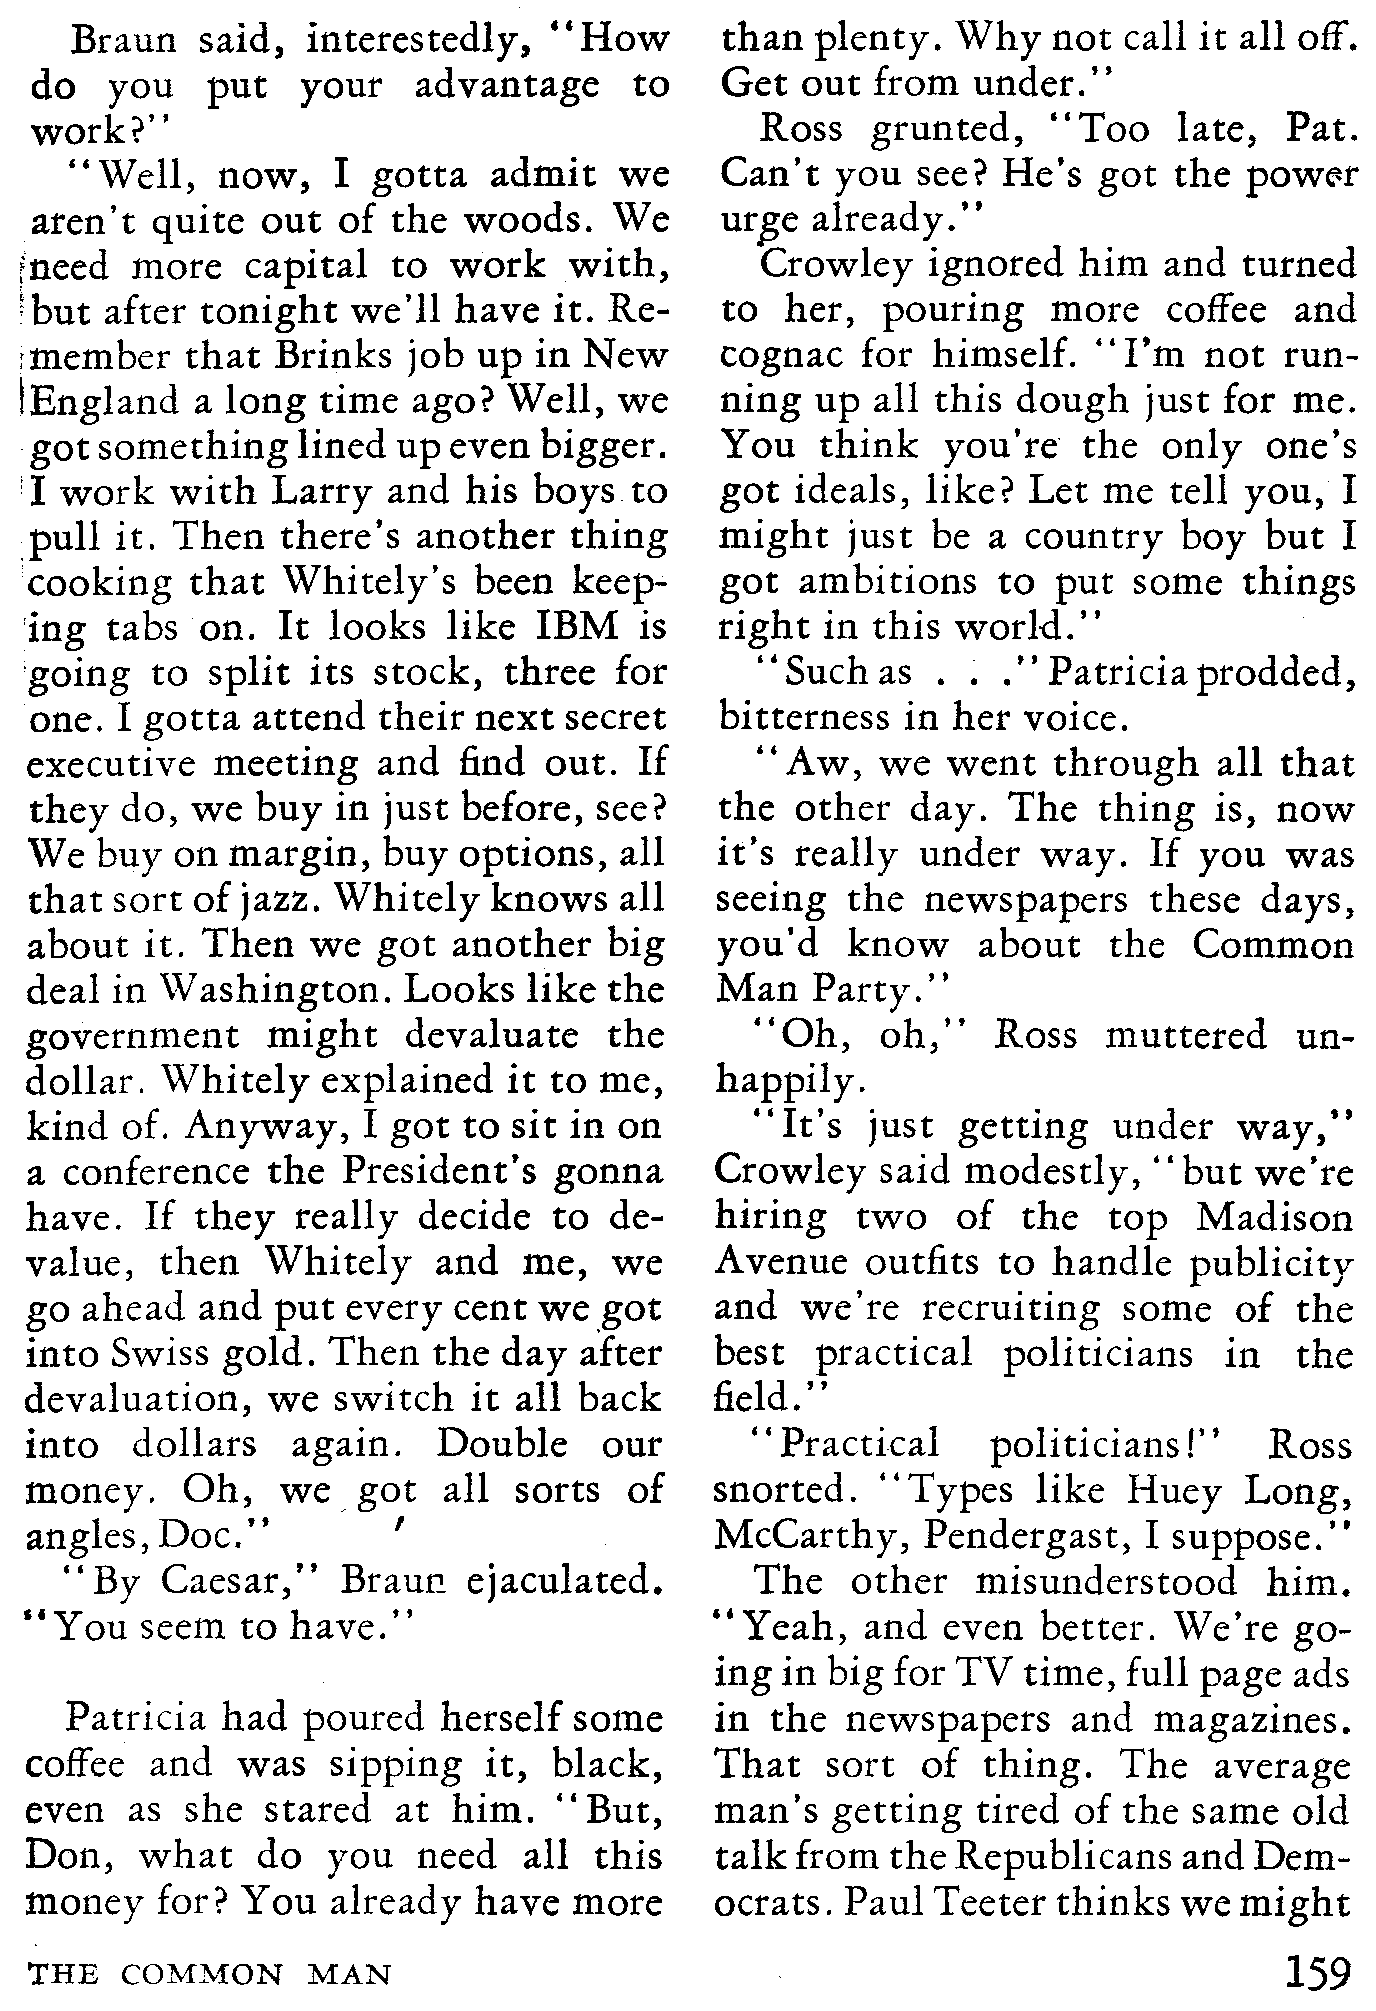 Braun said, interestedly, "How
do you put your advantage to
work?"
"Well, now, I gotta admit we
aren't quite out of the woods. We
need more capital to work with,
but after tonight we'll have it. Re-
member that Brinks job up in New
England a long time ago? Well, we
got something lined up even bigger.
I work with Larry and his boys to
pull it. Then there's another thing
cooking that Whitely's been keep-
ing tabs on. It looks like IBM is
going to split its stock, three for
one. I gotta attend their next secret
executive meeting and find out. If
they do, we buy in just before, see?
We buy on margin, buy options, all
that sort of jazz. Whitely knows all
about it. Then we got another big
deal in Washington. Looks like the
government might devaluate the
dollar. Whitely explained it to me,
kind of. Anyway, I got to sit in on
a conference the President's gonna
have. If they really decide to de-
value, then Whitely and me, we
go ahead and put every cent we got
into Swiss gold. Then the day after
devaluation, we switch it all back
into dollars again. Double our
money. Oh, we got all sorts of
angles, Doc."
"By Caesar," Braun ejaculated.
"You seem to have."
Patricia had poured herself some
coffee and was sipping it, black,
even as she stared at him. "But,
Don, what do you need all this
money for? You already have more
than plenty. Why not call it all off.
Get out from under."
Ross grunted, "Too late, Pat.
Can't you see? He's got the power
urge already."
Crowley ignored him and turned
to her, pouring more coffee and
cognac for himself. "I'm not run-
ning up all this dough just for me.
You think you're the only one's
got ideals, like? Let me tell you, I
might just be a country boy but I
got ambitions to put some things
right in this world."
"Such as . . ." Patricia prodded,
bitterness in her voice.
"Aw, we went through all that
the other day. The thing is, now
it's really under way. If you was
seeing the newspapers these days,
you'd know about the Common
Man Party."
"Oh, oh," Ross muttered un-
happily.
"It's just getting under way,"
Crowley said modestly, "but we're
hiring two of the top Madison
Avenue outfits to handle publicity
and we're recruiting some of the
best practical politicians in the
field."
"Practical politicians!" Ross
snorted. "Types like Huey Long,
McCarthy, Pendergast, I suppose."
The other misunderstood him.
"Yeah, and even better. We're go-
ing in big for TV time, full page ads
in the newspapers and magazines.
That sort of thing. The average
man's getting tired of the same old
talk from the Republicans and Dem-
ocrats. Paul Teeter thinks we might
THE COMMON MAN
159